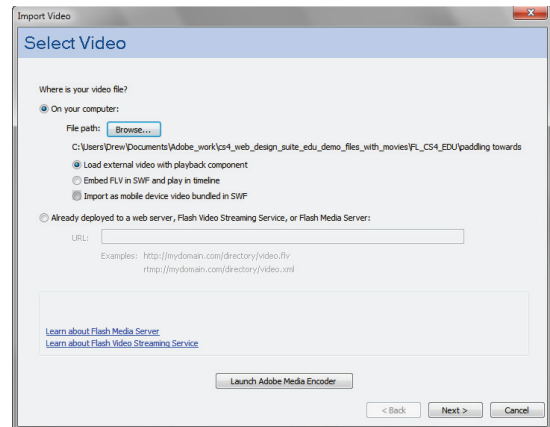 Import Video
Select Video
Where is your video file?
On your computer:
File path: Browse...
C:\Users\Drew\Documents\Adobe_work\cs4_web_design_suite_edu_demo_files_with_movies\FL_CS4_EDU\paddling towards
Load external video with playback component
Embed FLV in SWF and play in timeline
Import as mobile device video bundled in SWF
Already deployed to a web server, Flash Video Streaming Service, or Flash Media Server:
URL:
Examples: http://mydomain.com/directory/video.flv
rtmp://mydomain.com/directory/video.xml
Learn about Flash Media Server
Learn about Flash Video Streaming Service
Launch Adobe Media Encoder
< Back Next > Cancel